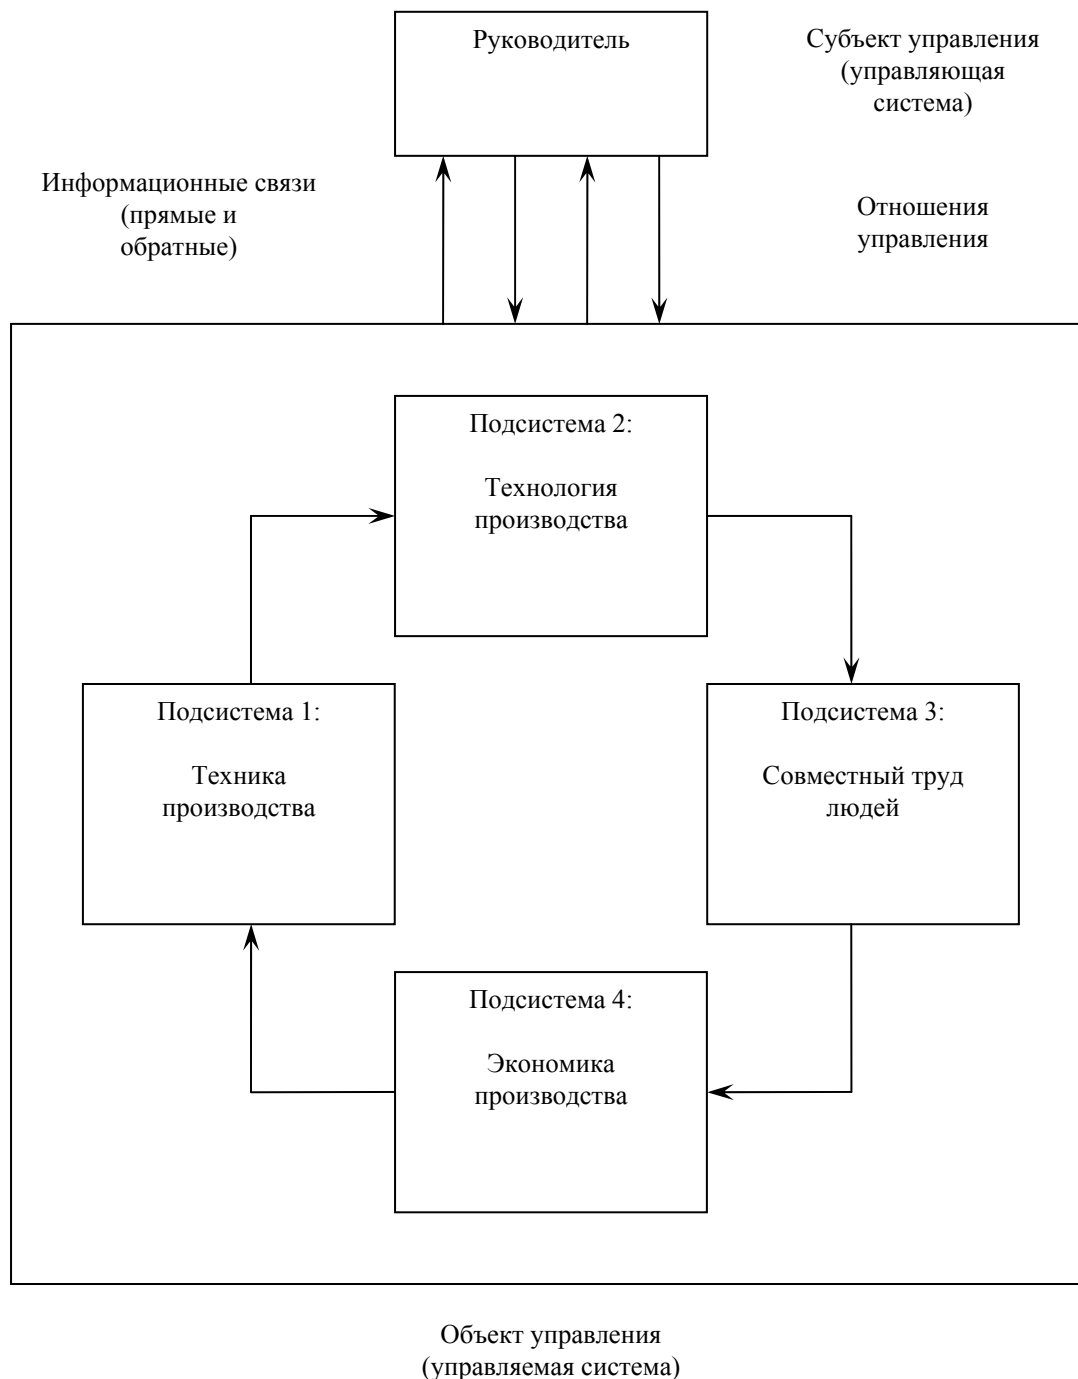 Руководитель
Субъект управления
(управляющая
система)
Информационные связи
(прямые и
обратные)
Отношения
управления
Подсистема 2:
Технология
производства
Подсистема 1:
Техника
производства
Подсистема 3:
Совместный труд
людей
Подсистема 4:
Экономика
производства
Объект управления
(управляемая система)